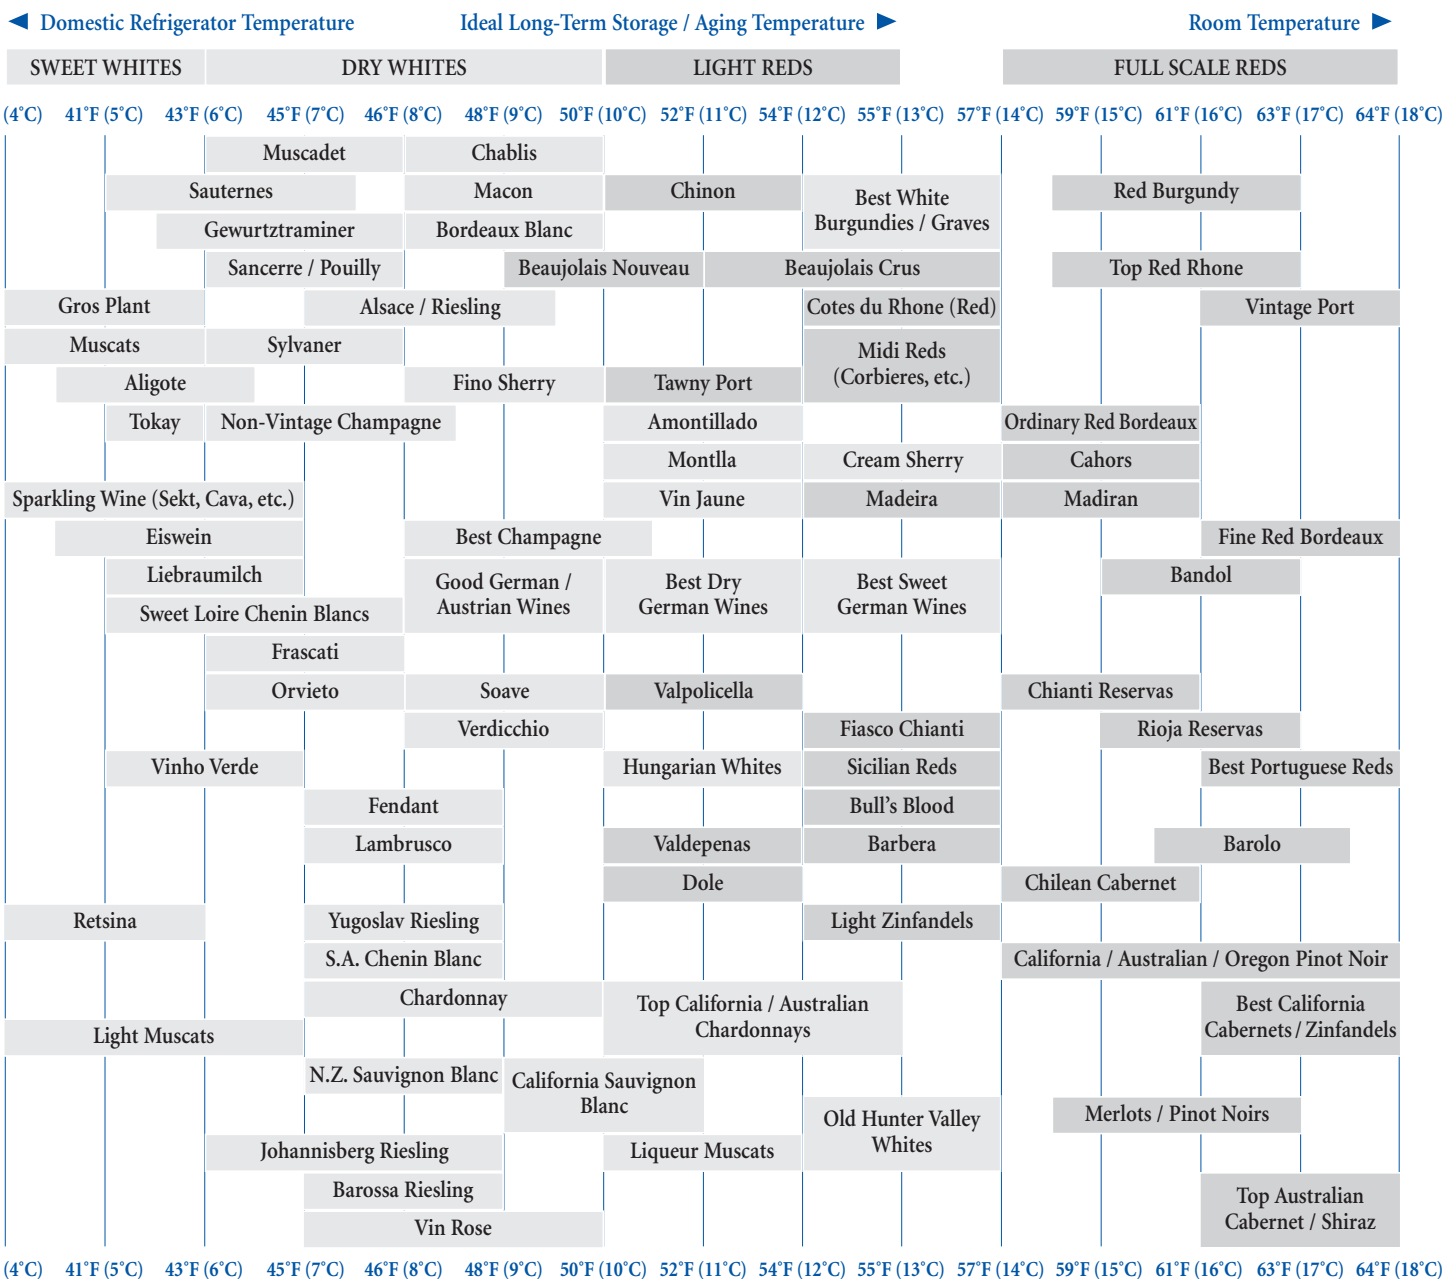 ◀ Domestic Refrigerator Temperature Ideal Long-Term Storage / Aging Temperature ▶ Room Temperature ▶
SWEET WHITES DRY WHITES LIGHT REDS FULL SCALE REDS
(4°C) 41°F (5°C) 43°F (6°C) 45°F (7°C) 46°F (8°C) 48°F (9°C) 50°F (10°C) 52°F (11°C) 54°F (12°C) 55°F (13°C) 57°F (14°C) 59°F (15°C) 61°F (16°C) 63°F (17°C) 64°F (18°C)
Muscadet Chablis
Sauternes Macon Chinon Best White Red Burgundy
Burgundies / Graves
Gewurtztraminer Bordeaux Blanc
Sancerre / Pouilly Beaujolais Nouveau Beaujolais Crus Top Red Rhone
Gros Plant Alsace / Riesling Cotes du Rhone (Red) Vintage Port
Muscats Sylvaner Midi Reds
(Corbieres, etc.)
Aligote Fino Sherry Tawny Port
Tokay Non-Vintage Champagne Amontillado Ordinary Red Bordeaux
Montlla Cream Sherry Cahors
Sparkling Wine (Sekt, Cava, etc.) Vin Jaune Madeira Madiran
Eiswein Best Champagne Fine Red Bordeaux
Liebraumilch Good German / Best Dry Best Sweet Bandol
Austrian Wines German Wines German Wines
Sweet Loire Chenin Blancs
Frascati
Orvieto Soave Valpolicella Chianti Reservas
Verdicchio Fiasco Chianti Rioja Reservas
Vinho Verde Hungarian Whites Sicilian Reds Best Portuguese Reds
Fendant Bull's Blood
Lambrusco Valdepenas Barbera Barolo
Dole Chilean Cabernet
Retsina Yugoslav Riesling Light Zinfandels
S.A. Chenin Blanc California / Australian / Oregon Pinot Noir
Chardonnay Top California / Australian Best California
Chardonnays Cabernets / Zinfandels
Light Muscats
N.Z. Sauvignon Blanc California Sauvignon
Blanc
Old Hunter Valley Merlots / Pinot Noirs
Whites
Johannisberg Riesling Liqueur Muscats
Barossa Riesling Top Australian
Cabernet / Shiraz
Vin Rose
(4°C) 41°F (5°C) 43°F (6°C) 45°F (7°C) 46°F (8°C) 48°F (9°C) 50°F (10°C) 52°F (11°C) 54°F (12°C) 55°F (13°C) 57°F (14°C) 59°F (15°C) 61°F (16°C) 63°F (17°C) 64°F (18°C)